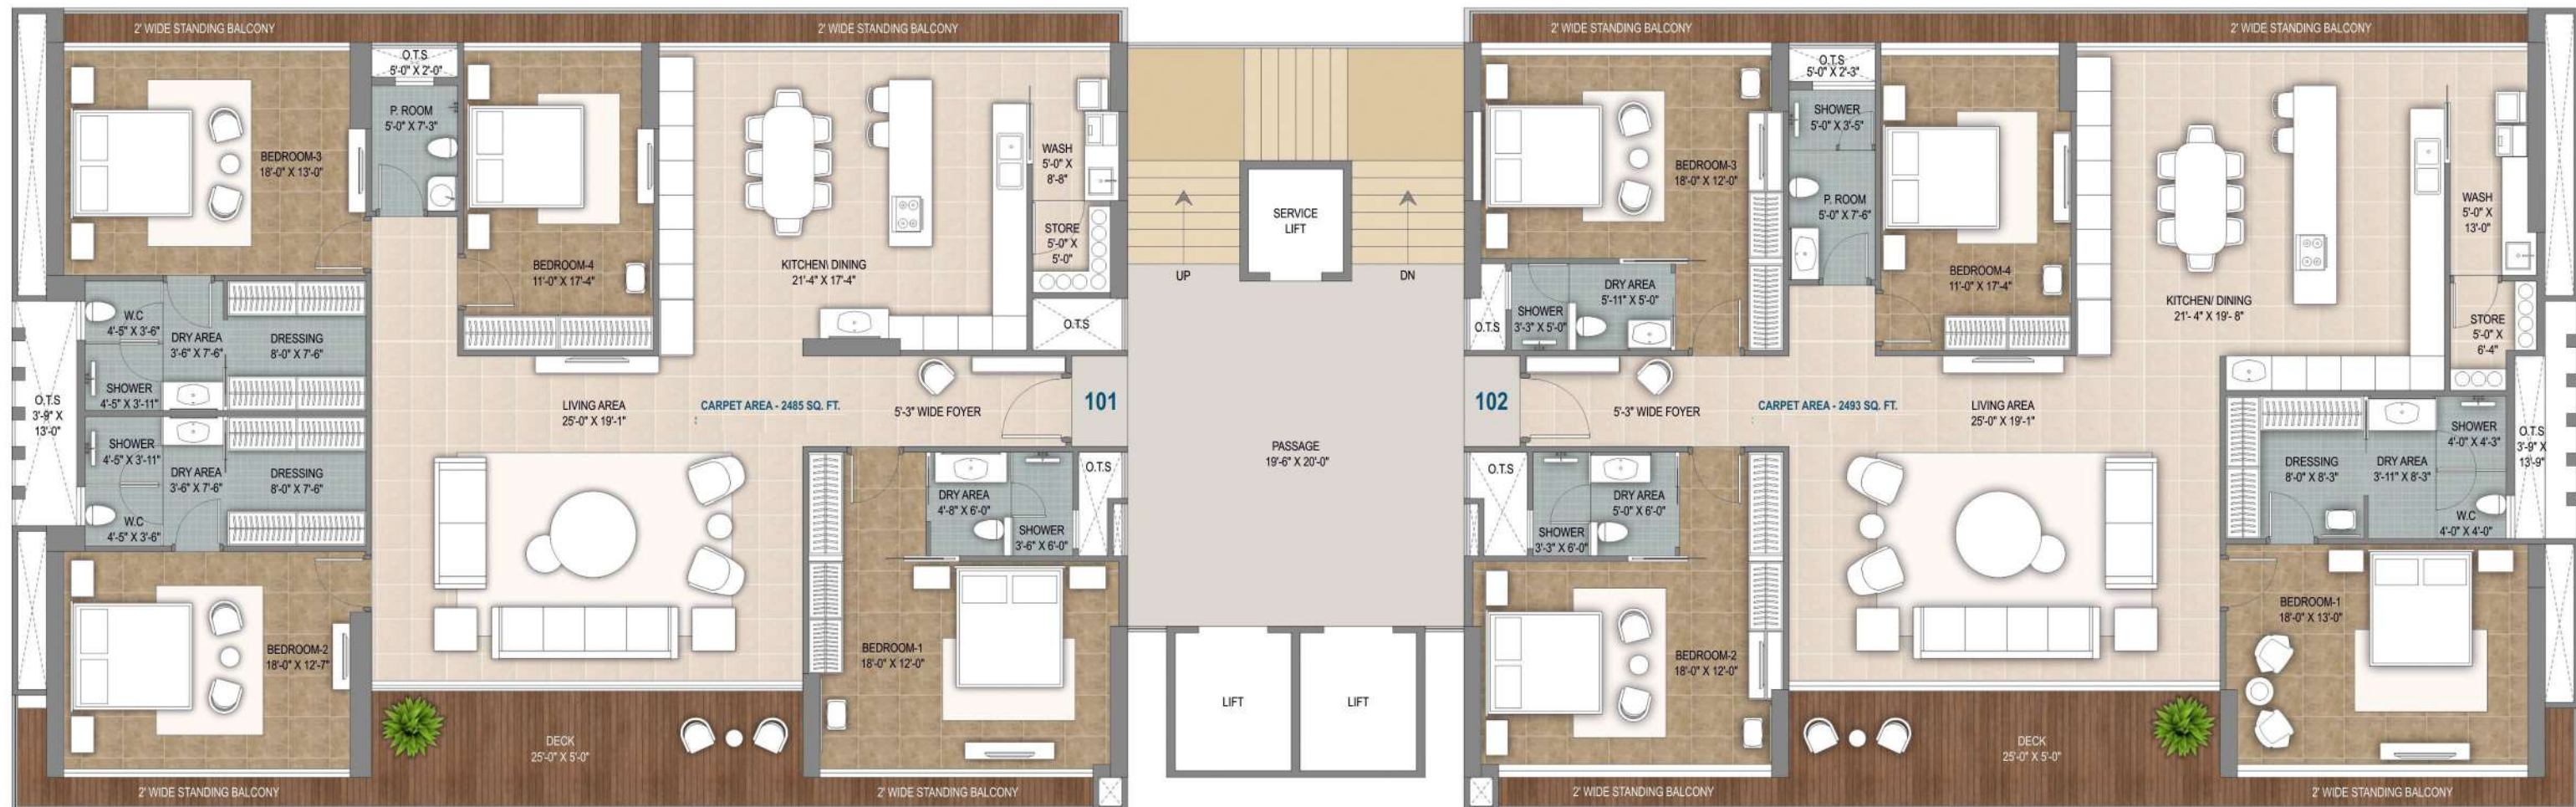 2' WIDE STANDING BALCONY
2' WIDE STANDING BALCONY
O.T.S
5'-0" X 2'-0"
P. ROOM
5'-0" X 7'-3"
BEDROOM-3
18'-0" X 13'-0"
BEDROOM-4
11'-0" X 17'-4"
KITCHEN\ DINING
21'-4" X 17'-4"
WASH
5'-0" X
8'-8"
STORE
5'-0" X
5'-0"
O.T.S
W.C
4'-5" X 3'-6"
DRY AREA
3'-6" X 7'-6"
DRESSING
8'-0" X 7'-6"
SHOWER
4'-5" X 3'-11"
O.T.S
3'-9" X
13'-0"
SHOWER
4'-5" X 3'-11"
DRY AREA
3'-6" X 7'-6"
DRESSING
8'-0" X 7'-6"
W.C
4'-5" X 3'-6"
LIVING AREA
25'-0" X 19'-1"
CARPET AREA - 2485 SQ. FT.
5'-3" WIDE FOYER
101
O.T.S
DRY AREA
4'-8" X 6'-0"
SHOWER
3'-6" X 6'-0"
BEDROOM-2
18'-0" X 12'-7"
BEDROOM-1
18'-0" X 12'-0"
DECK
25'-0" X 5'-0"
2' WIDE STANDING BALCONY
2' WIDE STANDING BALCONY
SERVICE
LIFT
UP
DN
PASSAGE
19'-6" X 20'-0"
LIFT
LIFT
2' WIDE STANDING BALCONY
2' WIDE STANDING BALCONY
O.T.S
5'-0" X 2'-3"
SHOWER
5'-0" X 3'-5"
P. ROOM
5'-0" X 7'-6"
BEDROOM-3
18'-0" X 12'-0"
BEDROOM-4
11'-0" X 17'-4"
KITCHEN/ DINING
21'- 4" X 19'- 8"
WASH
5'-0" X
13'-0"
STORE
5'-0" X
6'-4"
DRY AREA
5'-11" X 5'-0"
SHOWER
3'-3" X 5'-0"
O.T.S
102
5'-3" WIDE FOYER
CARPET AREA - 2493 SQ. FT.
LIVING AREA
25'-0" X 19'-1"
O.T.S
DRY AREA
5'-0" X 6'-0"
SHOWER
3'-3" X 6'-0"
SHOWER
4'-0" X 4'-3"
O.T.S
3'-9" X
13'-9"
DRESSING
8'-0" X 8'-3"
DRY AREA
3'-11" X 8'-3"
W.C
4'-0" X 4'-0"
BEDROOM-2
18'-0" X 12'-0"
BEDROOM-1
18'-0" X 13'-0"
DECK
25'-0" X 5'-0"
2' WIDE STANDING BALCONY
2' WIDE STANDING BALCONY